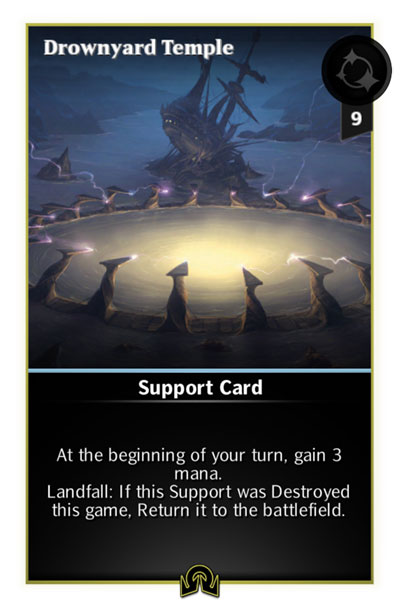 Drownyard Temple
9
Support Card
At the beginning of your turn, gain 3
mana.
Landfall: If this Support was Destroyed
this game, Return it to the battlefield.